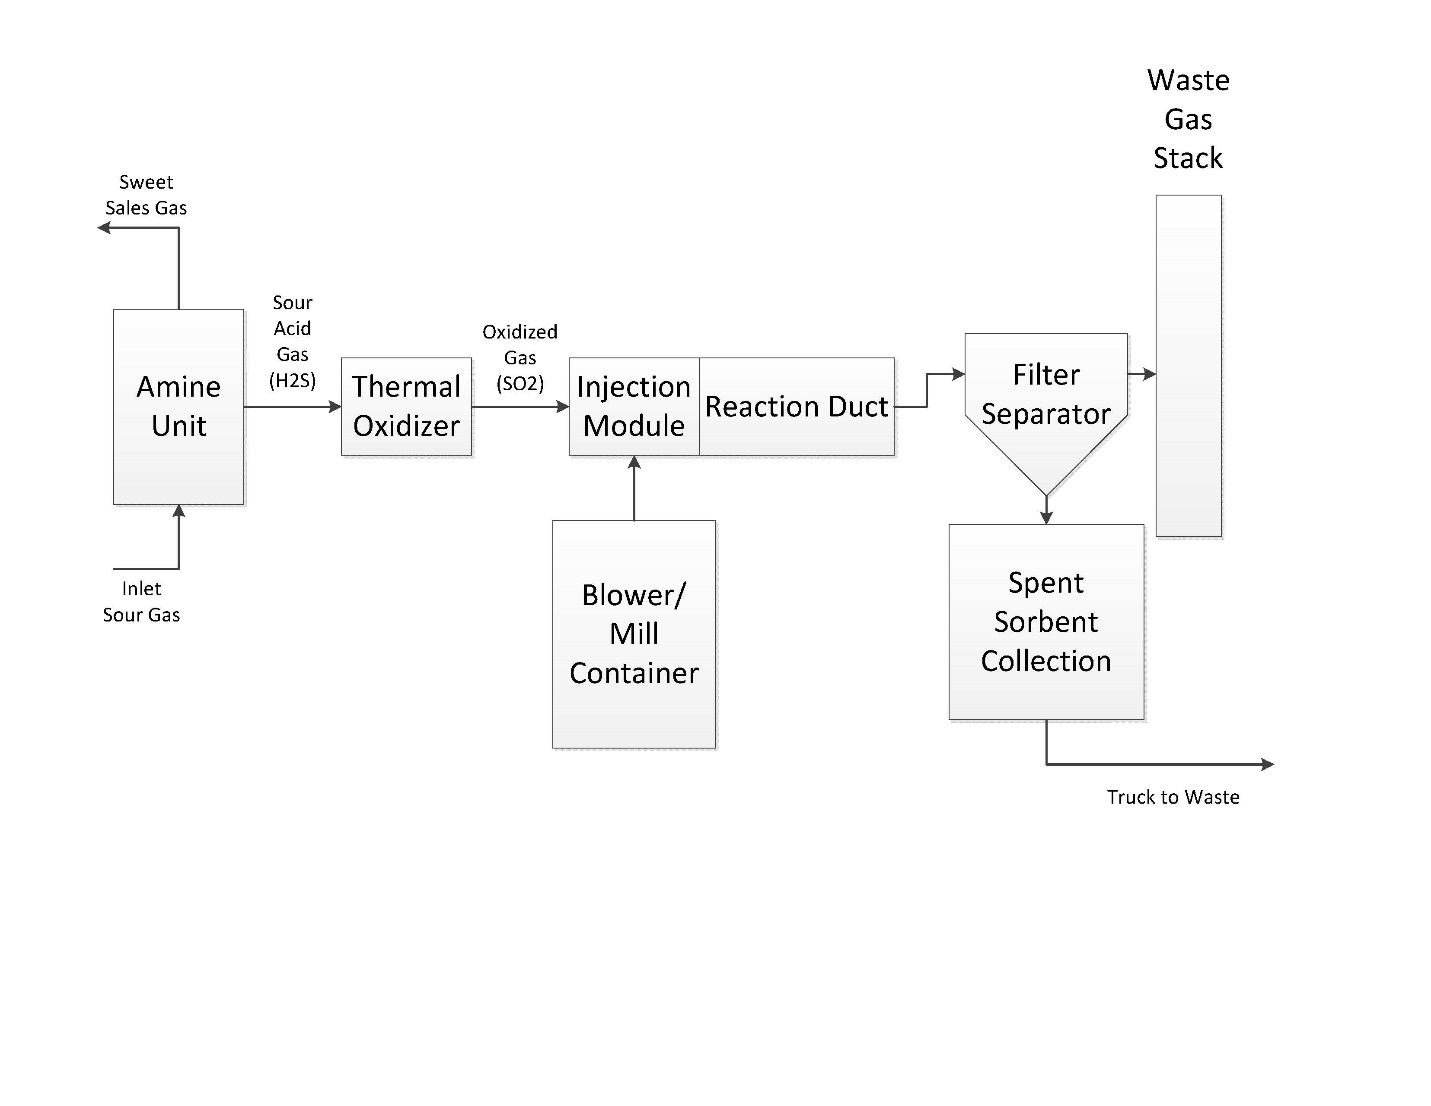 Waste
Gas
Stack
Sweet
Sales Gas
Sour
Acid
Gas
(H2S)
Oxidized
Gas
(SO2)
Amine
Unit
Thermal
Oxidizer
Injection
Module
Reaction Duct
Filter
Separator
Inlet
Sour Gas
Blower/
Mill
Container
Spent
Sorbent
Collection
Truck to Waste